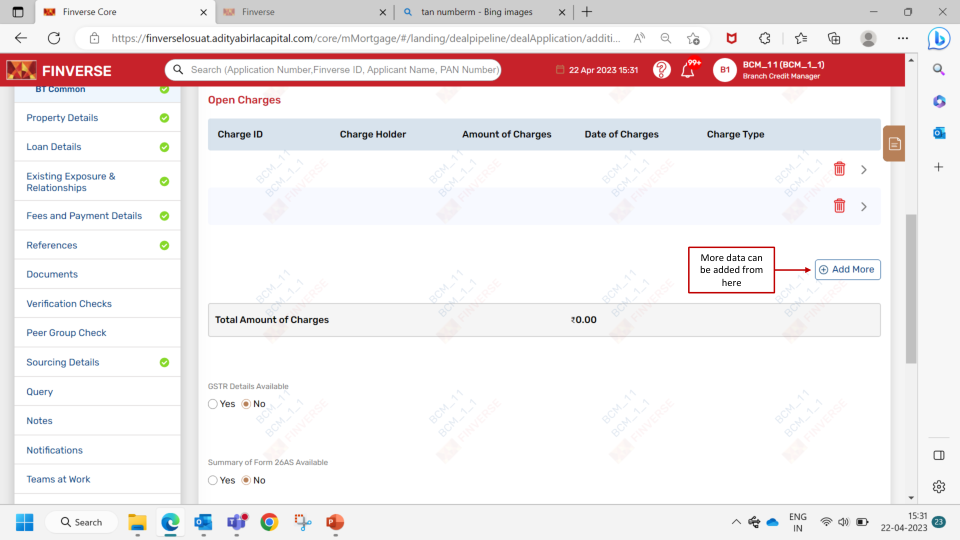 Finverse Core
Finverse
tan numberm - Bing images
https://finverselosuat.adityabirlacapital.com/core/mMortgage/#/landing/dealpipeline/dealApplication/additi...
FINVERSE
Search (Application Number,Finverse ID, Applicant Name, PAN Number)
22 Apr 2023 15:31
99+
B1
BCM_1 1 (BCM_1_1)
Branch Credit Manager
BT Common
Property Details
Loan Details
Existing Exposure &
Relationships
Fees and Payment Details
References
Documents
Verification Checks
Peer Group Check
Sourcing Details
Query
Notes
Notifications
Teams at Work
Open Charges
Charge ID Charge Holder Amount of Charges Date of Charges Charge Type
BCM_1 1
BCM_1_1
FINVERSE
More data can
be added from
here
Add More
Total Amount of Charges ₹0.00
GSTR Details Available
Yes No
Summary of Form 26AS Available
Yes No
Search
ENG
IN
15:31
22-04-2023
23